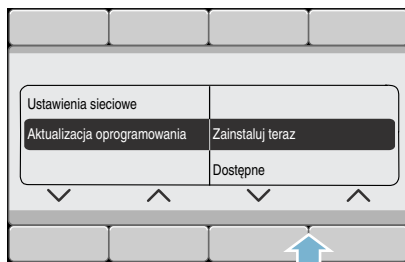 Ustawienia sieciowe
Aktualizacja oprogramowania Zainstaluj teraz
Dostępne